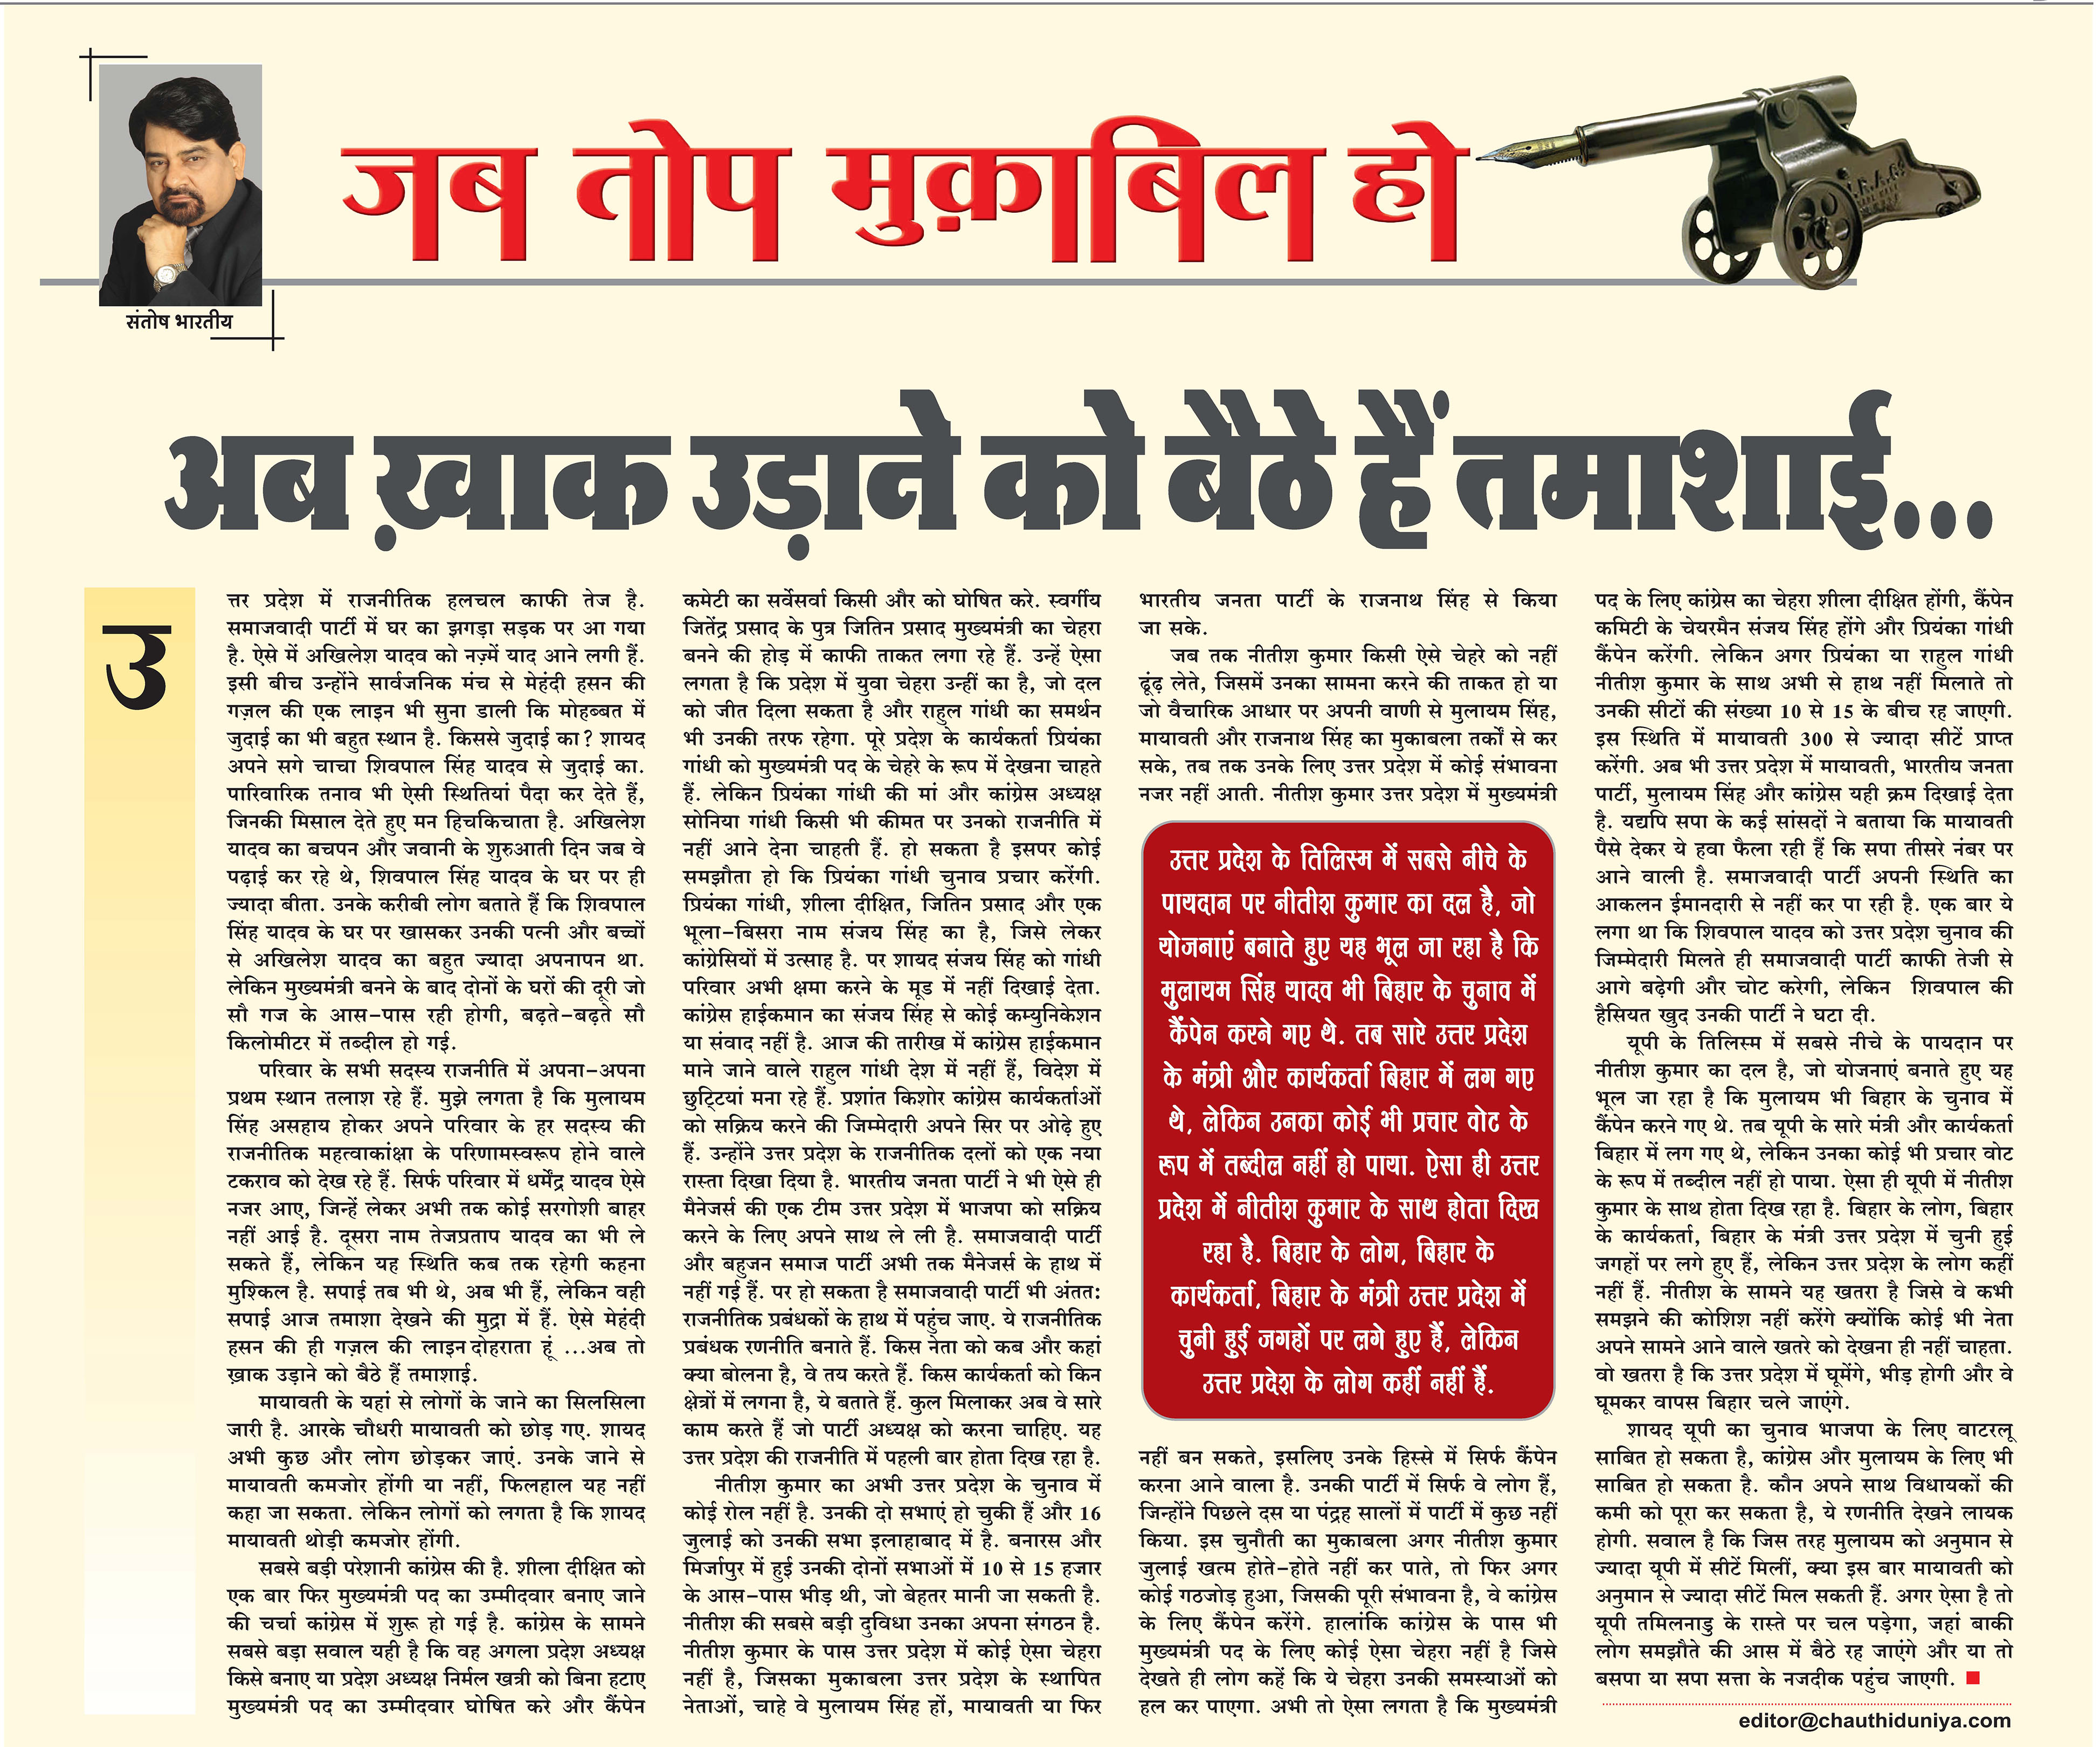 संतोष भारतीय
जब तोप मुक़ाबिल हो
अब ख़ाक उड़ाने को बैठे हैं तमाशाई...
उ
त्तर प्रदेश में राजनीतिक हलचल काफी तेज है.
समाजवादी पार्टी में घर का झगड़ा सड़क पर आ गया
है. ऐसे में अखिलेश यादव को नज़्में याद आने लगी हैं.
इसी बीच उन्होंने सार्वजनिक मंच से मेहंदी हसन की
गज़ल की एक लाइन भी सुना डाली कि मोहब्बत में
जुदाई का भी बहुत स्थान है. किससे जुदाई का? शायद
अपने सगे चाचा शिवपाल सिंह यादव से जुदाई का.
पारिवारिक तनाव भी ऐसी स्थितियां पैदा कर देते हैं,
जिनकी मिसाल देते हुए मन हिचकिचाता है. अखिलेश
यादव का बचपन और जवानी के शुरुआती दिन जब वे
पढ़ाई कर रहे थे, शिवपाल सिंह यादव के घर पर ही
ज्यादा बीता. उनके करीबी लोग बताते हैं कि शिवपाल
सिंह यादव के घर पर खासकर उनकी पत्नी और बच्चों
से अखिलेश यादव का बहुत ज्यादा अपनापन था.
लेकिन मुख्यमंत्री बनने के बाद दोनों के घरों की दूरी जो
सौ गज के आस-पास रही होगी, बढ़ते-बढ़ते सौ
किलोमीटर में तब्दील हो गई.
परिवार के सभी सदस्य राजनीति में अपना-अपना
प्रथम स्थान तलाश रहे हैं. मुझे लगता है कि मुलायम
सिंह असहाय होकर अपने परिवार के हर सदस्य की
राजनीतिक महत्वाकांक्षा के परिणामस्वरूप होने वाले
टकराव को देख रहे हैं. सिर्फ परिवार में धर्मेंद्र यादव ऐसे
नजर आए, जिन्हें लेकर अभी तक कोई सरगोशी बाहर
नहीं आई है. दूसरा नाम तेजप्रताप यादव का भी ले
सकते हैं, लेकिन यह स्थिति कब तक रहेगी कहना
मुश्किल है. सपाई तब भी थे, अब भी हैं, लेकिन वही
सपाई आज तमाशा देखने की मुद्रा में हैं. ऐसे मेहंदी
हसन की ही गज़ल की लाइन दोहराता हूं ...अब तो
ख़ाक उड़ाने को बैठे हैं तमाशाई.
मायावती के यहां से लोगों के जाने का सिलसिला
जारी है. आरके चौधरी मायावती को छोड़ गए. शायद
अभी कुछ और लोग छोड़कर जाएं. उनके जाने से
मायावती कमजोर होंगी या नहीं, फिलहाल यह नहीं
कहा जा सकता. लेकिन लोगों को लगता है कि शायद
मायावती थोड़ी कमजोर होंगी.
सबसे बड़ी परेशानी कांग्रेस की है. शीला दीक्षित को
एक बार फिर मुख्यमंत्री पद का उम्मीदवार बनाए जाने
की चर्चा कांग्रेस में शुरू हो गई है. कांग्रेस के सामने
सबसे बड़ा सवाल यही है कि वह अगला प्रदेश अध्यक्ष
किसे बनाए या प्रदेश अध्यक्ष निर्मल खत्री को बिना हटाए
मुख्यमंत्री पद का उम्मीदवार घोषित करे और कैंपेन
कमेटी का सर्वेसर्वा किसी और को घोषित करे. स्वर्गीय
जितेंद्र प्रसाद के पुत्र जितिन प्रसाद मुख्यमंत्री का चेहरा
बनने की होड़ में काफी ताकत लगा रहे हैं. उन्हें ऐसा
लगता है कि प्रदेश में युवा चेहरा उन्हीं का है, जो दल
को जीत दिला सकता है और राहुल गांधी का समर्थन
भी उनकी तरफ रहेगा. पूरे प्रदेश के कार्यकर्ता प्रियंका
गांधी को मुख्यमंत्री पद के चेहरे के रूप में देखना चाहते
हैं. लेकिन प्रियंका गांधी की मां और कांग्रेस अध्यक्ष
सोनिया गांधी किसी भी कीमत पर उनको राजनीति में
नहीं आने देना चाहती हैं. हो सकता है इसपर कोई
समझौता हो कि प्रियंका गांधी चुनाव प्रचार करेंगी.
प्रियंका गांधी, शीला दीक्षित, जितिन प्रसाद और एक
भूला-बिसरा नाम संजय सिंह का है, जिसे लेकर
कांग्रेसियों में उत्साह है. पर शायद संजय सिंह को गांधी
परिवार अभी क्षमा करने के मूड में नहीं दिखाई देता.
कांग्रेस हाईकमान का संजय सिंह से कोई कम्युनिकेशन
या संवाद नहीं है. आज की तारीख में कांग्रेस हाईकमान
माने जाने वाले राहुल गांधी देश में नहीं हैं, विदेश में
छुट्टियां मना रहे हैं. प्रशांत किशोर कांग्रेस कार्यकर्ताओं
को सक्रिय करने की जिम्मेदारी अपने सिर पर ओढ़े हुए
हैं. उन्होंने उत्तर प्रदेश के राजनीतिक दलों को एक नया
रास्ता दिखा दिया है. भारतीय जनता पार्टी ने भी ऐसे ही
मैनेजर्स की एक टीम उत्तर प्रदेश में भाजपा को सक्रिय
करने के लिए अपने साथ ले ली है. समाजवादी पार्टी
और बहुजन समाज पार्टी अभी तक मैनेजर्स के हाथ में
नहीं गई हैं. पर हो सकता है समाजवादी पार्टी भी अंतत:
राजनीतिक प्रबंधकों के हाथ में पहुंच जाए. ये राजनीतिक
प्रबंधक रणनीति बनाते हैं. किस नेता को कब और कहां
क्या बोलना है, वे तय करते हैं. किस कार्यकर्ता को किन
क्षेत्रों में लगना है, ये बताते हैं. कुल मिलाकर अब वे सारे
काम करते हैं जो पार्टी अध्यक्ष को करना चाहिए. यह
उत्तर प्रदेश की राजनीति में पहली बार होता दिख रहा है.
नीतीश कुमार का अभी उत्तर प्रदेश के चुनाव में
कोई रोल नहीं है. उनकी दो सभाएं हो चुकी हैं और 16
जुलाई को उनकी सभा इलाहाबाद में है. बनारस और
मिर्जापुर में हुई उनकी दोनों सभाओं में 10 से 15 हजार
के आस-पास भीड़ थी, जो बेहतर मानी जा सकती है.
नीतीश की सबसे बड़ी दुविधा उनका अपना संगठन है.
नीतीश कुमार के पास उत्तर प्रदेश में कोई ऐसा चेहरा
नहीं है, जिसका मुकाबला उत्तर प्रदेश के स्थापित
नेताओं, चाहे वे मुलायम सिंह हों, मायावती या फिर
भारतीय जनता पार्टी के राजनाथ सिंह से किया
जा सके.
जब तक नीतीश कुमार किसी ऐसे चेहरे को नहीं
ढूंढ़ लेते, जिसमें उनका सामना करने की ताकत हो या
जो वैचारिक आधार पर अपनी वाणी से मुलायम सिंह,
मायावती और राजनाथ सिंह का मुकाबला तर्कों से कर
सके, तब तक उनके लिए उत्तर प्रदेश में कोई संभावना
नजर नहीं आती. नीतीश कुमार उत्तर प्रदेश में मुख्यमंत्री
उत्तर प्रदेश के तिलिस्म में सबसे नीचे के
पायदान पर नीतीश कुमार का दल है, जो
योजनाएं बनाते हुए यह भूल जा रहा है कि
मुलायम सिंह यादव भी बिहार के चुनाव में
कैंपेन करने गए थे. तब सारे उत्तर प्रदेश
के मंत्री और कार्यकर्ता बिहार में लग गए
थे, लेकिन उनका कोई भी प्रचार वोट के
रूप में तब्दील नहीं हो पाया. ऐसा ही उत्तर
प्रदेश में नीतीश कुमार के साथ होता दिख
रहा है. बिहार के लोग, बिहार के
कार्यकर्ता, बिहार के मंत्री उत्तर प्रदेश में
चुनी हुई जगहों पर लगे हुए हैं, लेकिन
उत्तर प्रदेश के लोग कहीं नहीं हैं.
नहीं बन सकते, इसलिए उनके हिस्से में सिर्फ कैंपेन
करना आने वाला है. उनकी पार्टी में सिर्फ वे लोग हैं,
जिन्होंने पिछले दस या पंद्रह सालों में पार्टी में कुछ नहीं
किया. इस चुनौती का मुकाबला अगर नीतीश कुमार
जुलाई खत्म होते-होते नहीं कर पाते, तो फिर अगर
कोई गठजोड़ हुआ, जिसकी पूरी संभावना है, वे कांग्रेस
के लिए कैंपेन करेंगे. हालांकि कांग्रेस के पास भी
मुख्यमंत्री पद के लिए कोई ऐसा चेहरा नहीं है जिसे
देखते ही लोग कहें कि ये चेहरा उनकी समस्याओं को
हल कर पाएगा. अभी तो ऐसा लगता है कि मुख्यमंत्री
पद के लिए कांग्रेस का चेहरा शीला दीक्षित होंगी, कैंपेन
कमिटी के चेयरमैन संजय सिंह होंगे और प्रियंका गांधी
कैंपेन करेंगी. लेकिन अगर प्रियंका या राहुल गांधी
नीतीश कुमार के साथ अभी से हाथ नहीं मिलाते तो
उनकी सीटों की संख्या 10 से 15 के बीच रह जाएगी.
इस स्थिति में मायावती 300 से ज्यादा सीटें प्राप्त
करेंगी. अब भी उत्तर प्रदेश में मायावती, भारतीय जनता
पार्टी, मुलायम सिंह और कांग्रेस यही क्रम दिखाई देता
है. यद्यपि सपा के कई सांसदों ने बताया कि मायावती
पैसे देकर ये हवा फैला रही हैं कि सपा तीसरे नंबर पर
आने वाली है. समाजवादी पार्टी अपनी स्थिति का
आकलन ईमानदारी से नहीं कर पा रही है. एक बार ये
लगा था कि शिवपाल यादव को उत्तर प्रदेश चुनाव की
जिम्मेदारी मिलते ही समाजवादी पार्टी काफी तेजी से
आगे बढ़ेगी और चोट करेगी, लेकिन शिवपाल की
हैसियत खुद उनकी पार्टी ने घटा दी.
यूपी के तिलिस्म में सबसे नीचे के पायदान पर
नीतीश कुमार का दल है, जो योजनाएं बनाते हुए यह
भूल जा रहा है कि मुलायम भी बिहार के चुनाव में
कैंपेन करने गए थे. तब यूपी के सारे मंत्री और कार्यकर्ता
बिहार में लग गए थे, लेकिन उनका कोई भी प्रचार वोट
के रूप में तब्दील नहीं हो पाया. ऐसा ही यूपी में नीतीश
कुमार के साथ होता दिख रहा है. बिहार के लोग, बिहार
के कार्यकर्ता, बिहार के मंत्री उत्तर प्रदेश में चुनी हुई
जगहों पर लगे हुए हैं, लेकिन उत्तर प्रदेश के लोग कहीं
नहीं हैं. नीतीश के सामने यह खतरा है जिसे वे कभी
समझने की कोशिश नहीं करेंगे क्योंकि कोई भी नेता
अपने सामने आने वाले खतरे को देखना ही नहीं चाहता.
वो खतरा है कि उत्तर प्रदेश में घूमेंगे, भीड़ होगी और वे
घूमकर वापस बिहार चले जाएंगे.
शायद यूपी का चुनाव भाजपा के लिए वाटरलू
साबित हो सकता है, कांग्रेस और मुलायम के लिए भी
साबित हो सकता है. कौन अपने साथ विधायकों की
कमी को पूरा कर सकता है, ये रणनीति देखने लायक
होगी. सवाल है कि जिस तरह मुलायम को अनुमान से
ज्यादा यूपी में सीटें मिलीं, क्या इस बार मायावती को
अनुमान से ज्यादा सीटें मिल सकती हैं. अगर ऐसा है तो
यूपी तमिलनाडु के रास्ते पर चल पड़ेगा, जहां बाकी
लोग समझौते की आस में बैठे रह जाएंगे और या तो
बसपा या सपा सत्ता के नजदीक पहुंच जाएगी.
editor@chauthiduniya.com